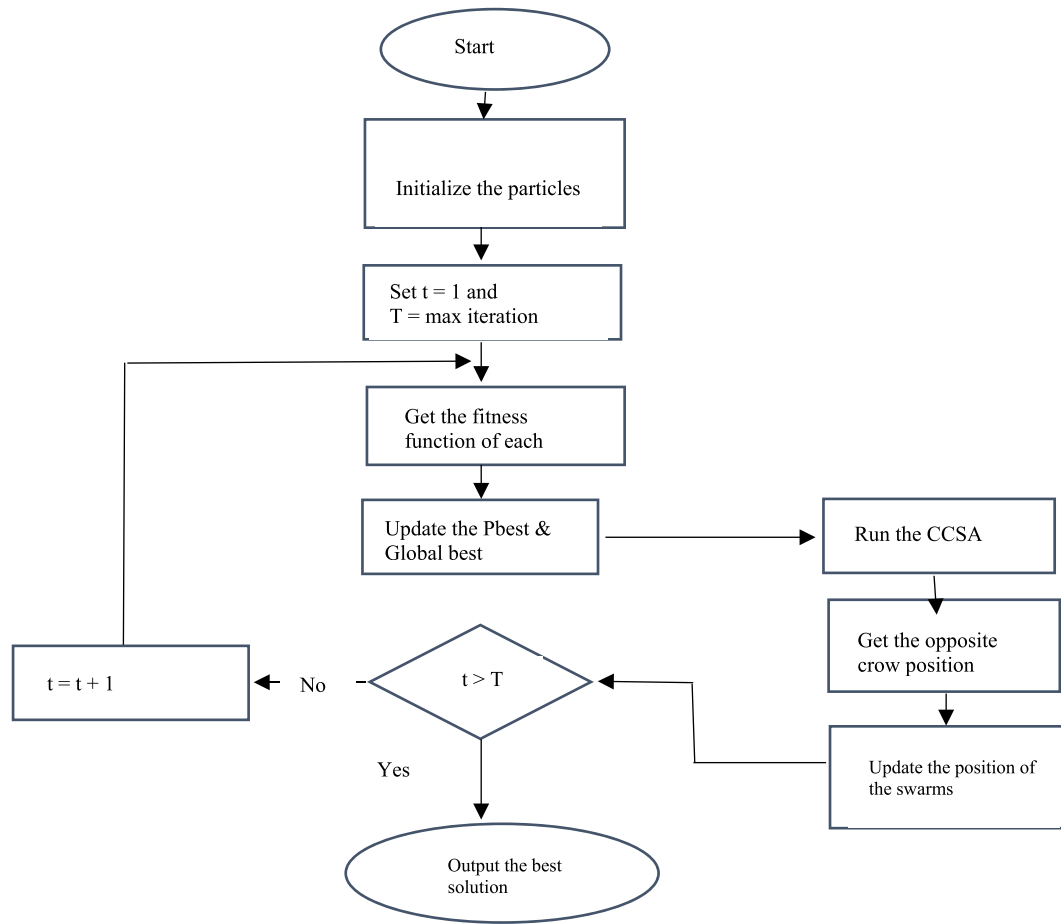 Start
Initialize the particles
Set t = 1 and
T = max iteration
Get the fitness
function of each
Update the Pbest &
Global best
Run the CCSA
Get the opposite
crow position
Update the position of
the swarms
t > T
No
t = t + 1
Yes
Output the best
solution